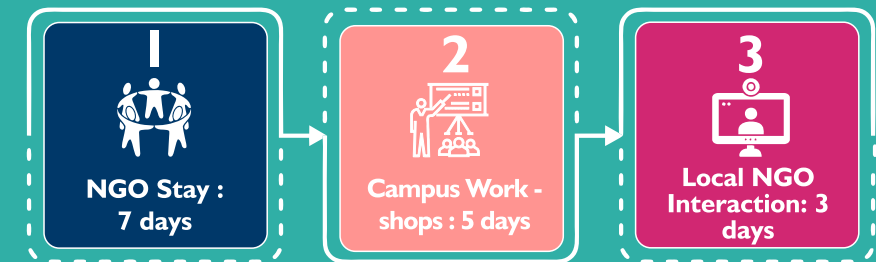 1
NGO Stay :
7 days
2
Campus Work -
shops : 5 days
3
Local NGO
Interaction: 3
days